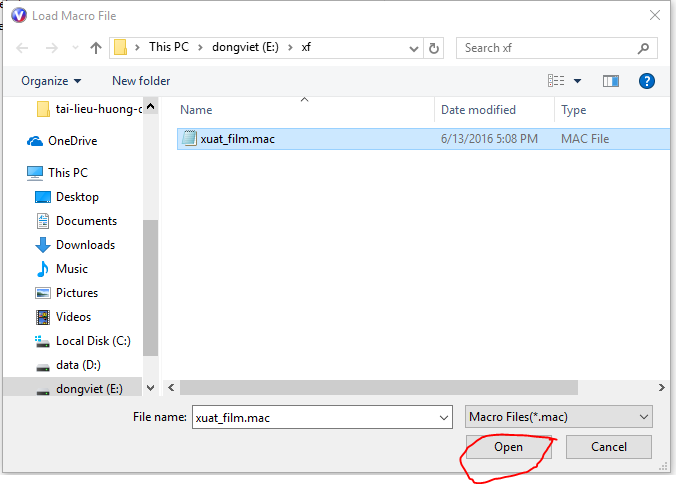 Load Macro File
This PC > dongviet (E:) > xf
Search xf
Organize
New folder
Name
Date modified
Type
tai-lieu-huong-d
OneDrive
This PC
Desktop
Documents
Downloads
Music
Pictures
Videos
Local Disk (C:)
data (D:)
dongviet (E:)
xuat_film.mac
6/13/2016 5:08 PM
MAC File
File name:
xuat_film.mac
Macro Files(*.mac)
Open
Cancel